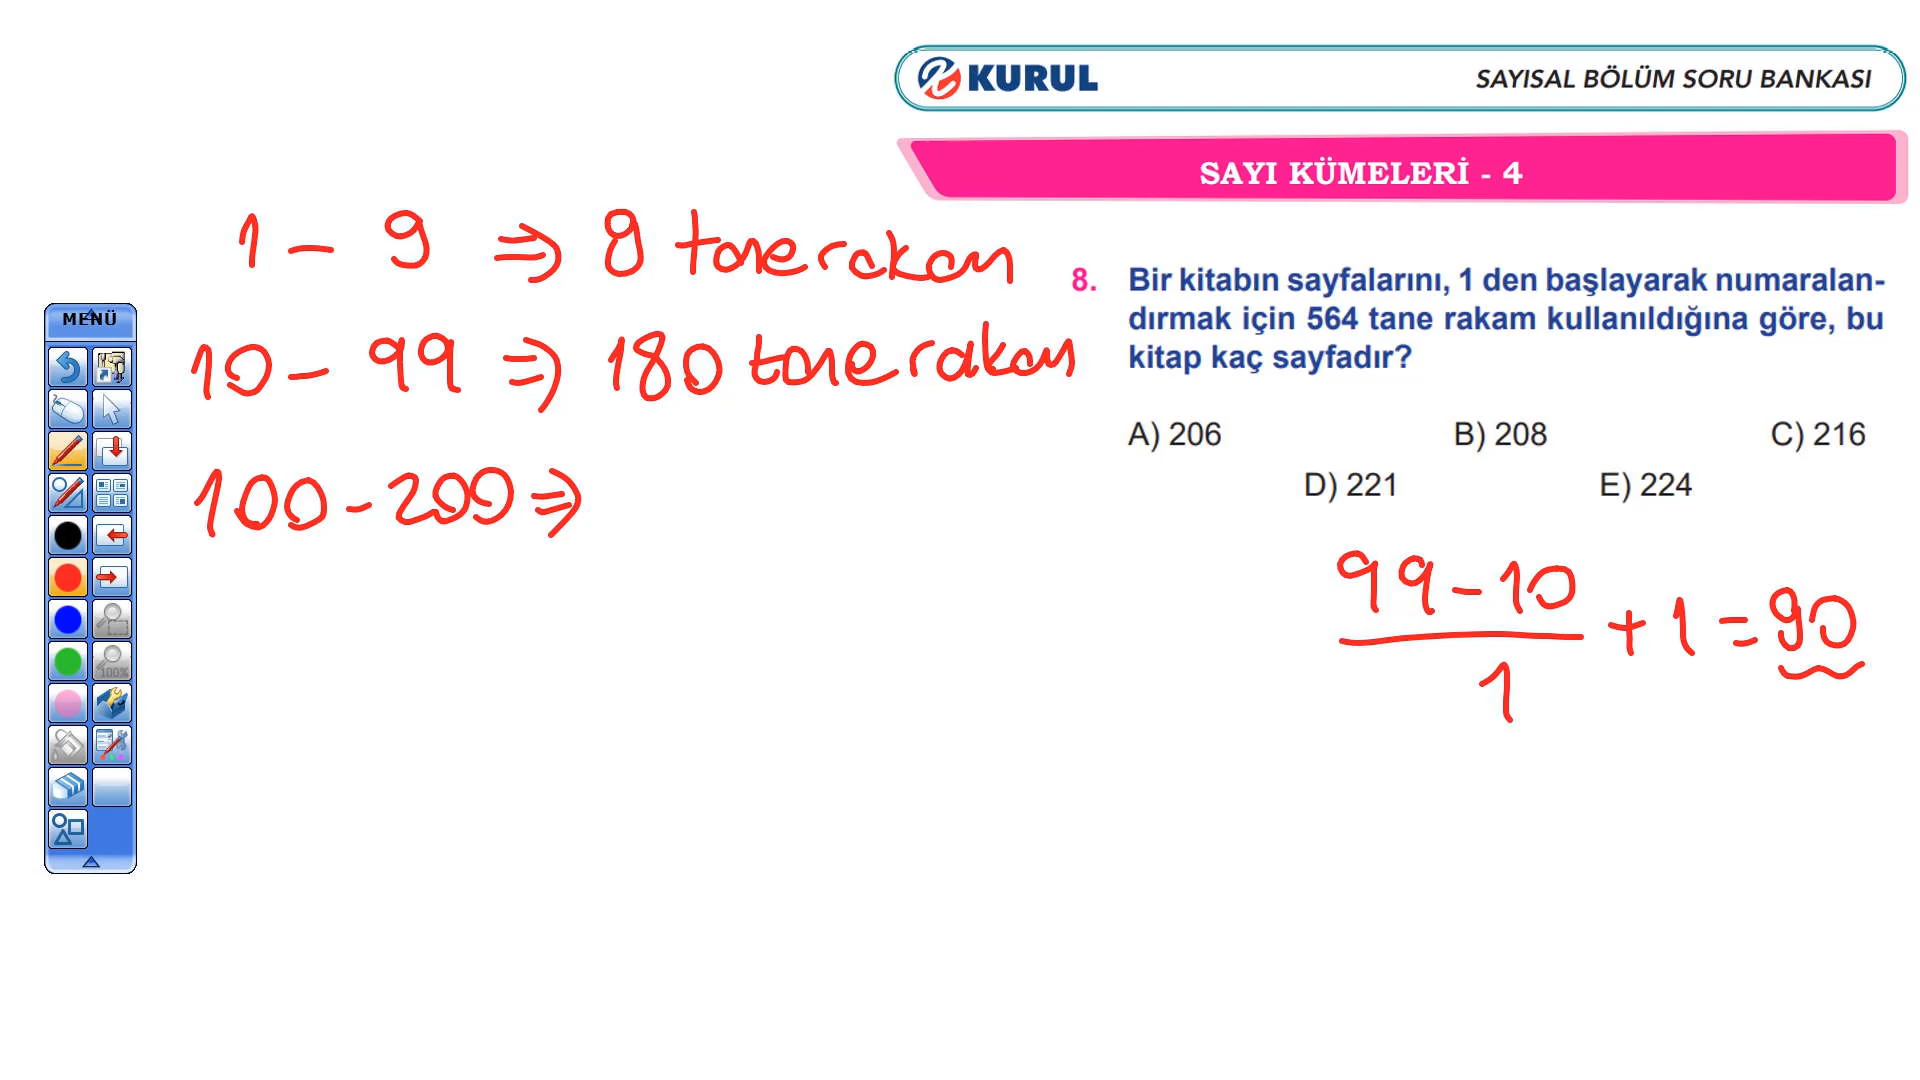 KURUL
SAYISAL BÖLÜM SORU BANKASI
SAYI KÜMELERİ - 4
1 - 9 ⇒ 9 tane rakam
10 - 99 ⇒ 180 tane rakam
100 - 200 ⇒
MENÜ
100%
8. Bir kitabın sayfalarını, 1 den başlayarak numaralan-
dırmak için 564 tane rakam kullanıldığına göre, bu
kitap kaç sayfadır?
A) 206 B) 208 C) 216
D) 221 E) 224
99 - 10
1
+ 1 = 90